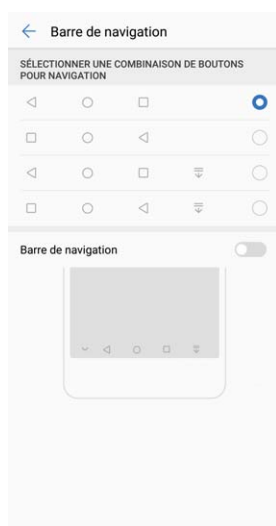 Barre de navigation
SÉLECTIONNER UNE COMBINAISON DE BOUTONS
POUR NAVIGATION
Barre de navigation